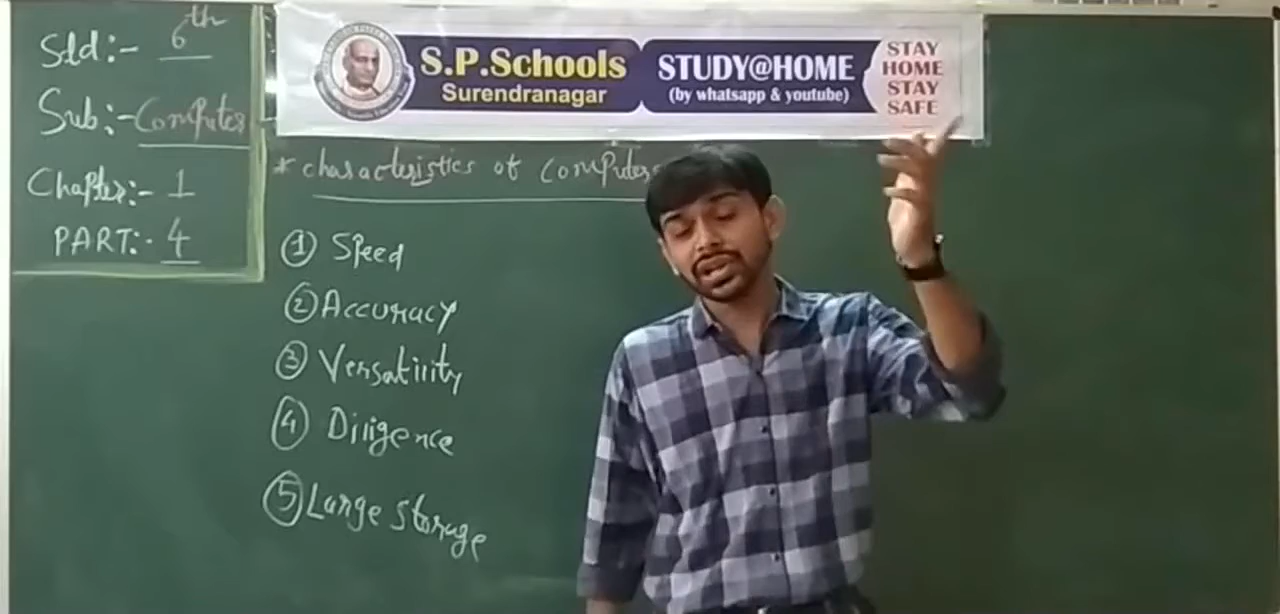 Std:- 6th
Sub:- Computer
Chapter:- 1
PART:- 4
S.P.Schools
Surendranagar
STUDY@HOME
(by whatsapp & youtube)
STAY
HOME
STAY
SAFE
* characteristics of computers
① Speed
② Accuracy
③ Versatility
④ Diligence
⑤ Large storage